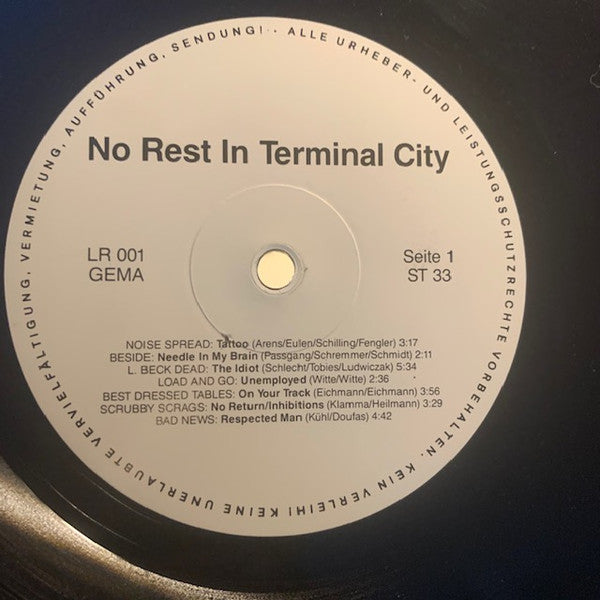 ALLE URHEBER- UND LEISTUNGSSCHUTZRECHTE VORBEHALTEN. KEIN VERLEIH! KEINE UNERLAUBTE VERVIELFÄLTIGUNG, VERMIETUNG, AUFFÜHRUNG, SENDUNG!
No Rest In Terminal City
LR 001
GEMA
Seite 1
ST 33
NOISE SPREAD: Tattoo (Arens/Eulen/Schilling/Fengler) 3:17
BESIDE: Needle In My Brain (Passgang/Schremmer/Schmidt) 2:11
L. BECK DEAD: The Idiot (Schlecht/Tobies/Ludwiczak) 5:34
LOAD AND GO: Unemployed (Witte/Witte) 2:36
BEST DRESSED TABLES: On Your Track (Eichmann/Eichmann) 3:56
SCRUBBY SCRAGS: No Return/Inhibitions (Klamma/Heilmann) 3:29
BAD NEWS: Respected Man (Kühl/Doufas) 4:42